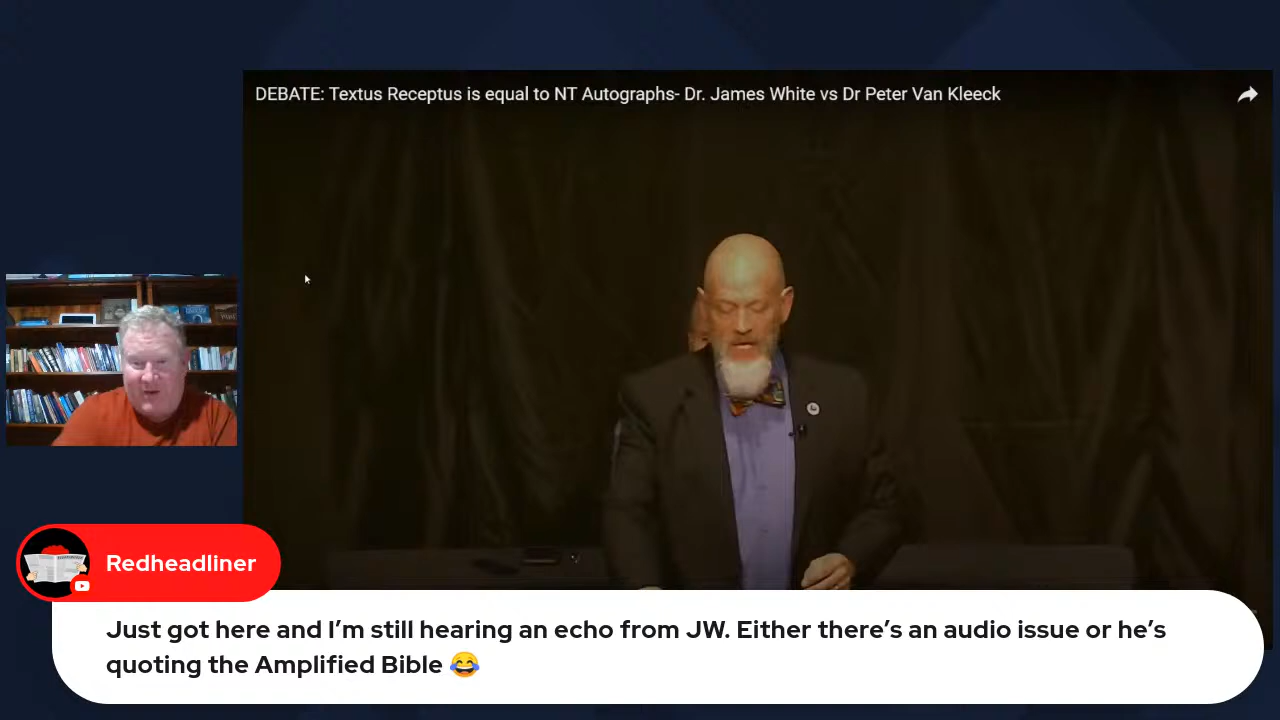 DEBATE: Textus Receptus is equal to NT Autographs- Dr. James White vs Dr Peter Van Kleeck
Redheadliner
Just got here and I’m still hearing an echo from JW. Either there’s an audio issue or he’s
quoting the Amplified Bible 😂